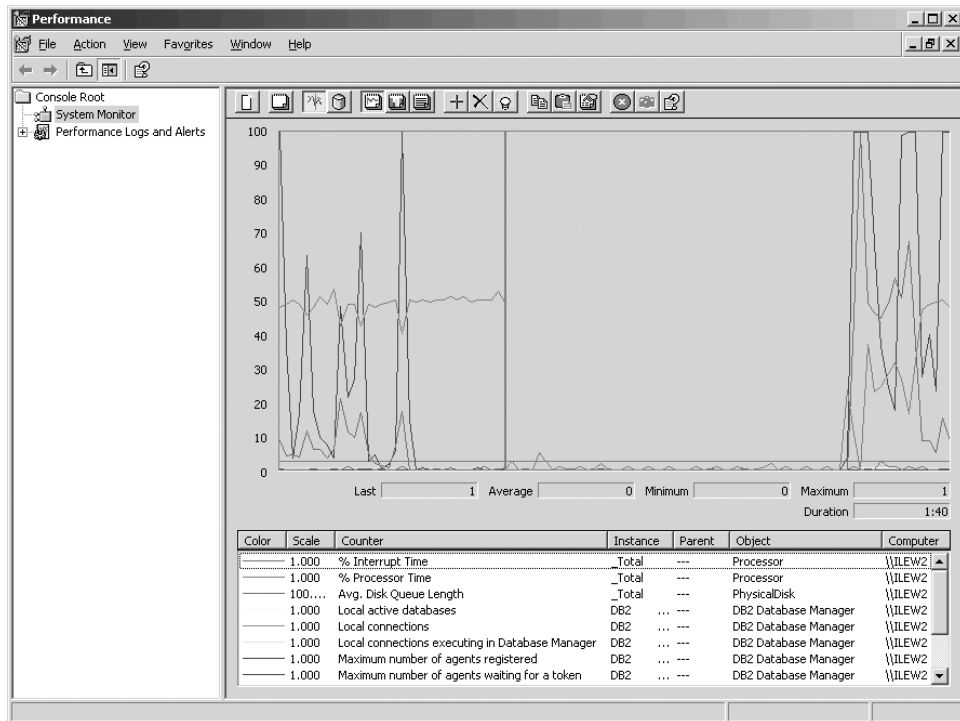 Performance
File Action View Favorites Window Help
Console Root
System Monitor
Performance Logs and Alerts
100
90
80
70
60
50
40
30
20
10
0
Last 1 Average 0 Minimum 0 Maximum 1
Duration 1:40
Color Scale Counter Instance Parent Object Computer
1.000 % Interrupt Time _Total --- Processor \\ILEW2
1.000 % Processor Time _Total --- Processor \\ILEW2
100.... Avg. Disk Queue Length _Total --- PhysicalDisk \\ILEW2
1.000 Local active databases DB2 ... --- DB2 Database Manager \\ILEW2
1.000 Local connections DB2 ... --- DB2 Database Manager \\ILEW2
1.000 Local connections executing in Database Manager DB2 ... --- DB2 Database Manager \\ILEW2
1.000 Maximum number of agents registered DB2 ... --- DB2 Database Manager \\ILEW2
1.000 Maximum number of agents waiting for a token DB2 ... --- DB2 Database Manager \\ILEW2